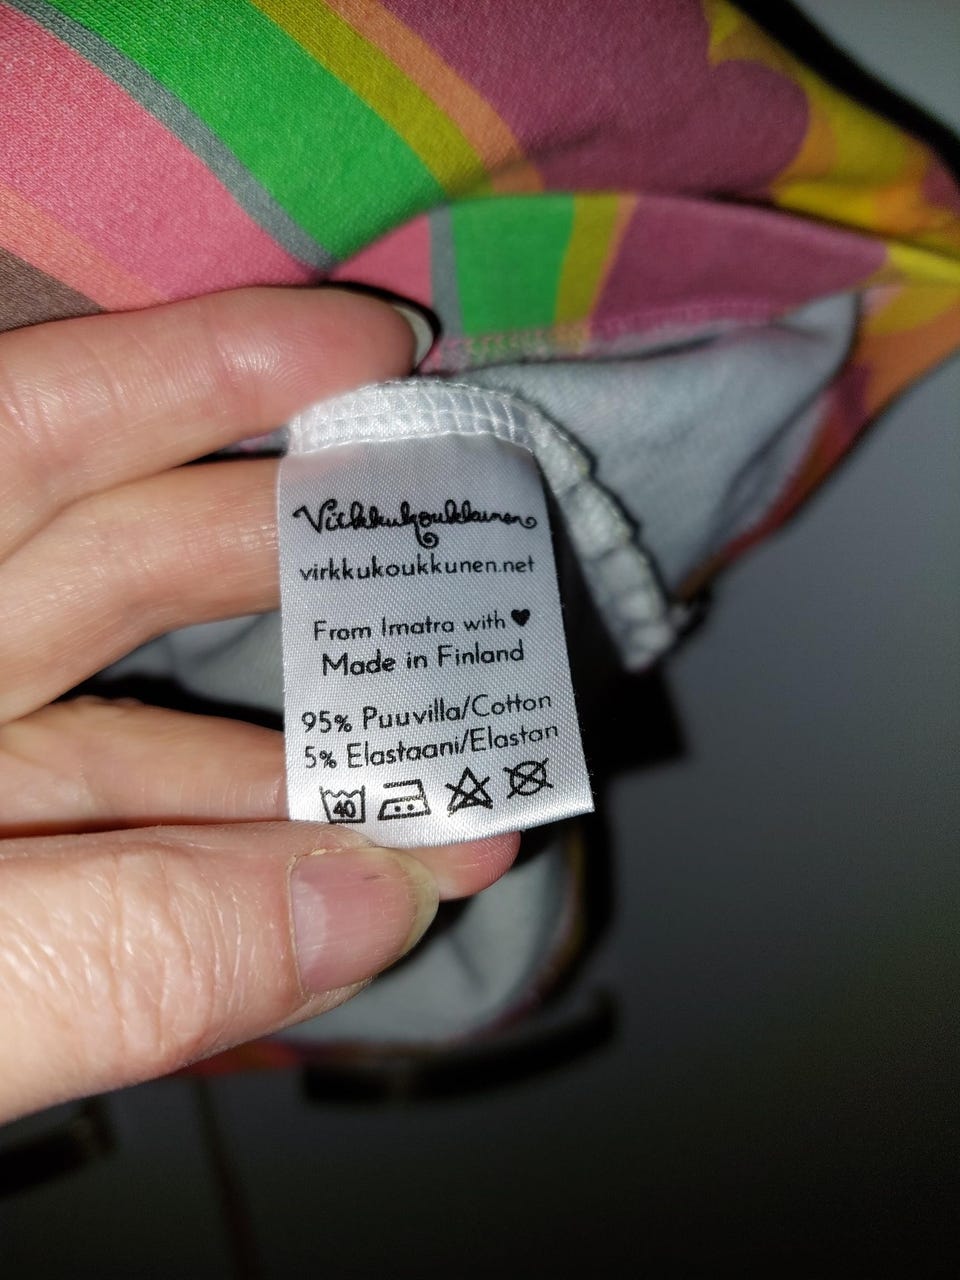 Virkkukoukkunen
virkkukoukkunen.net
From Imatra with ♥
Made in Finland
95% Puuvilla/Cotton
5% Elastaani/Elastan
40